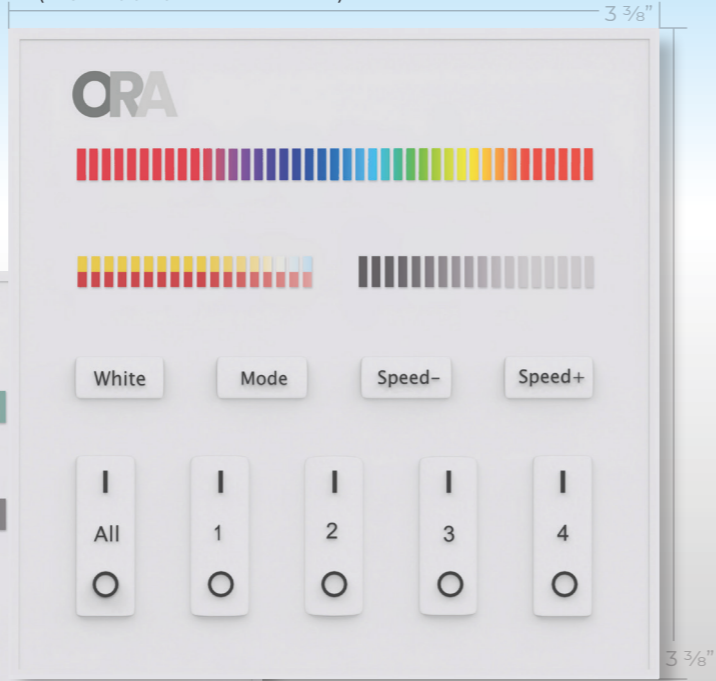 3 ⅜”
ORA
White Mode Speed– Speed+
I I I I I
All 1 2 3 4
O O O O O
3 ⅜”